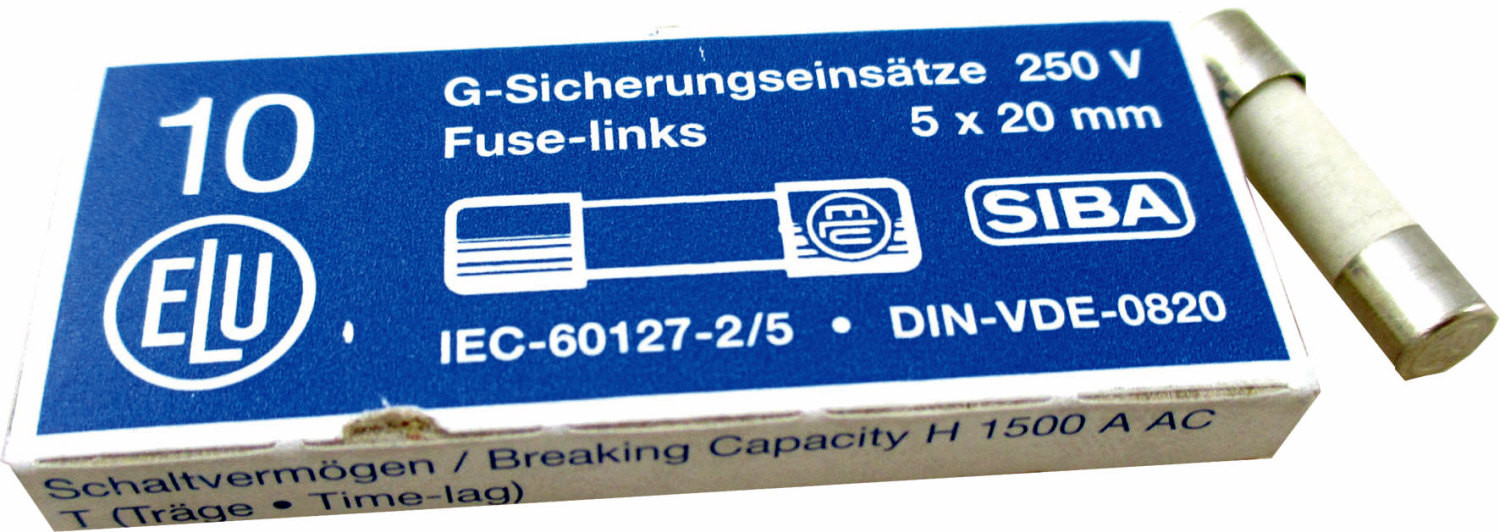 10
G-Sicherungseinsätze 250 V
Fuse-links 5 x 20 mm
ELU
ELU
SIBA
IEC-60127-2/5 • DIN-VDE-0820
Schaltvermögen / Breaking Capacity H 1500 A AC
T (Träge • Time-lag)